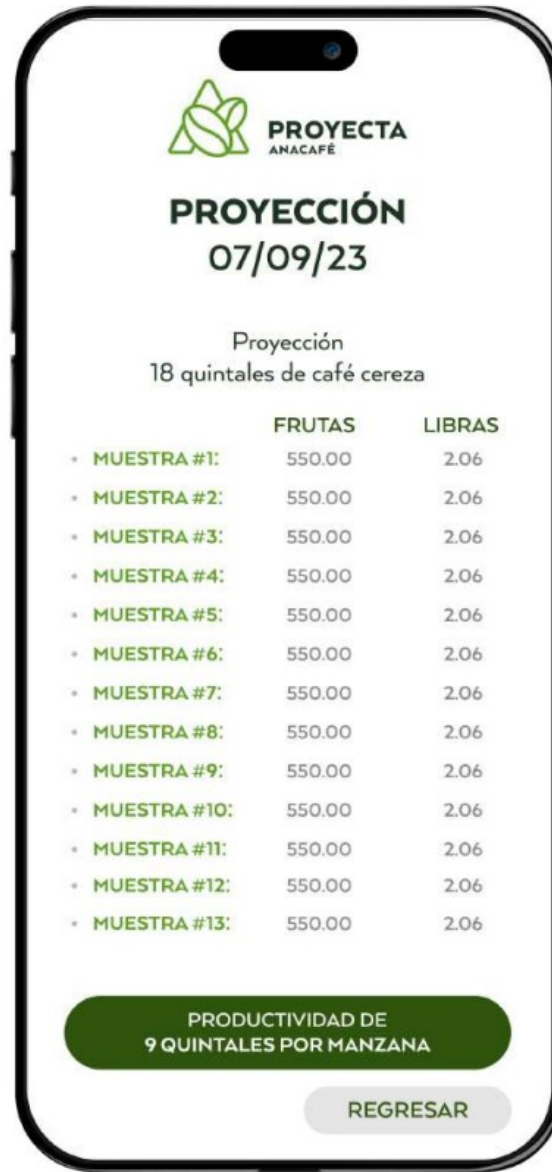 PROYECTA
ANACAFÉ
PROYECCIÓN
07/09/23
Proyección
18 quintales de café cereza
FRUTAS LIBRAS
• MUESTRA #1: 550.00 2.06
• MUESTRA #2: 550.00 2.06
• MUESTRA #3: 550.00 2.06
• MUESTRA #4: 550.00 2.06
• MUESTRA #5: 550.00 2.06
• MUESTRA #6: 550.00 2.06
• MUESTRA #7: 550.00 2.06
• MUESTRA #8: 550.00 2.06
• MUESTRA #9: 550.00 2.06
• MUESTRA #10: 550.00 2.06
• MUESTRA #11: 550.00 2.06
• MUESTRA #12: 550.00 2.06
• MUESTRA #13: 550.00 2.06
PRODUCTIVIDAD DE
9 QUINTALES POR MANZANA
REGRESAR